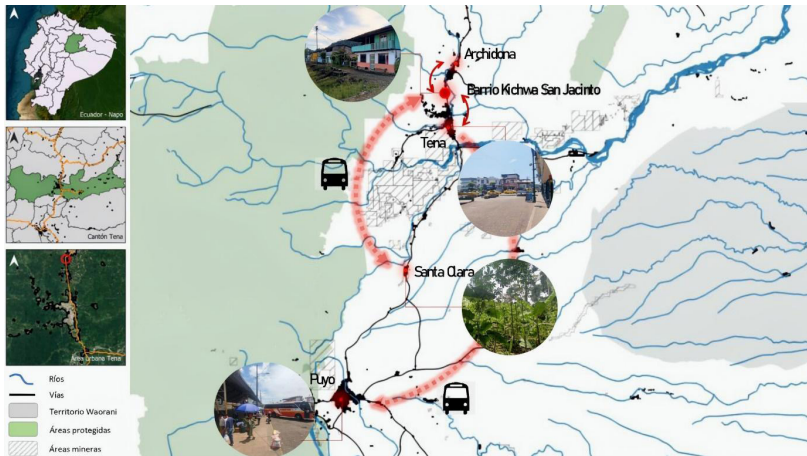 Ecuador - Napo
Cantón Tena
Área urbana Tena
Ríos
Vías
Territorio Waorani
Áreas protegidas
Áreas mineras
Archidona
Barrio Kichwa San Jacinto
Tena
Santa Clara
Puyo